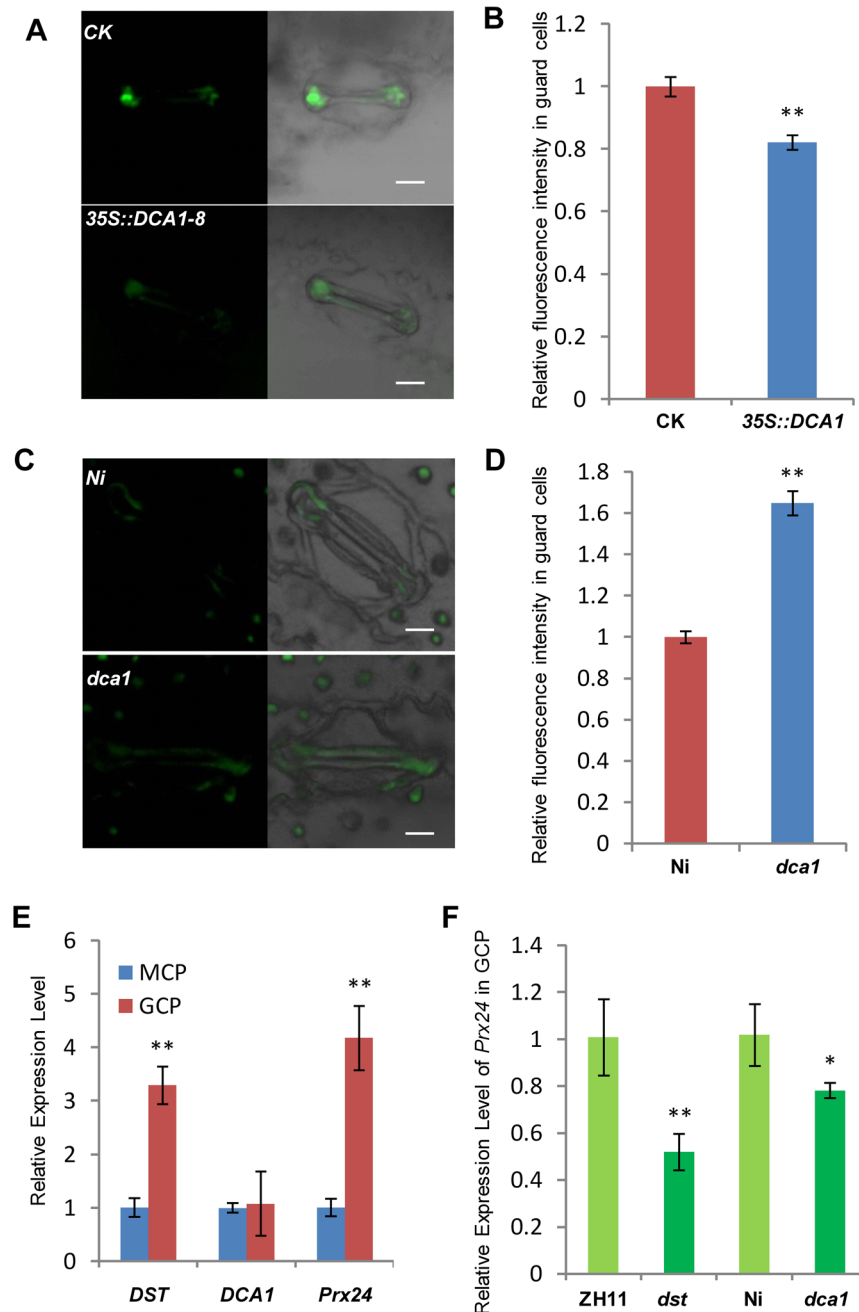 A
CK
35S::DCA1-8
B
Relative fluorescence intensity in guard cells
1.2
1
0.8
0.6
0.4
0.2
0
**
CK
35S::DCA1
C
Ni
dca1
D
Relative fluorescence intensity in guard cells
1.8
1.6
1.4
1.2
1
0.8
0.6
0.4
0.2
0
**
Ni
dca1
E
Relative Expression Level
6
5
4
3
2
1
0
MCP
GCP
**
**
DST
DCA1
Prx24
F
Relative Expression Level of Prx24 in GCP
1.4
1.2
1
0.8
0.6
0.4
0.2
0
**
*
ZH11
dst
Ni
dca1